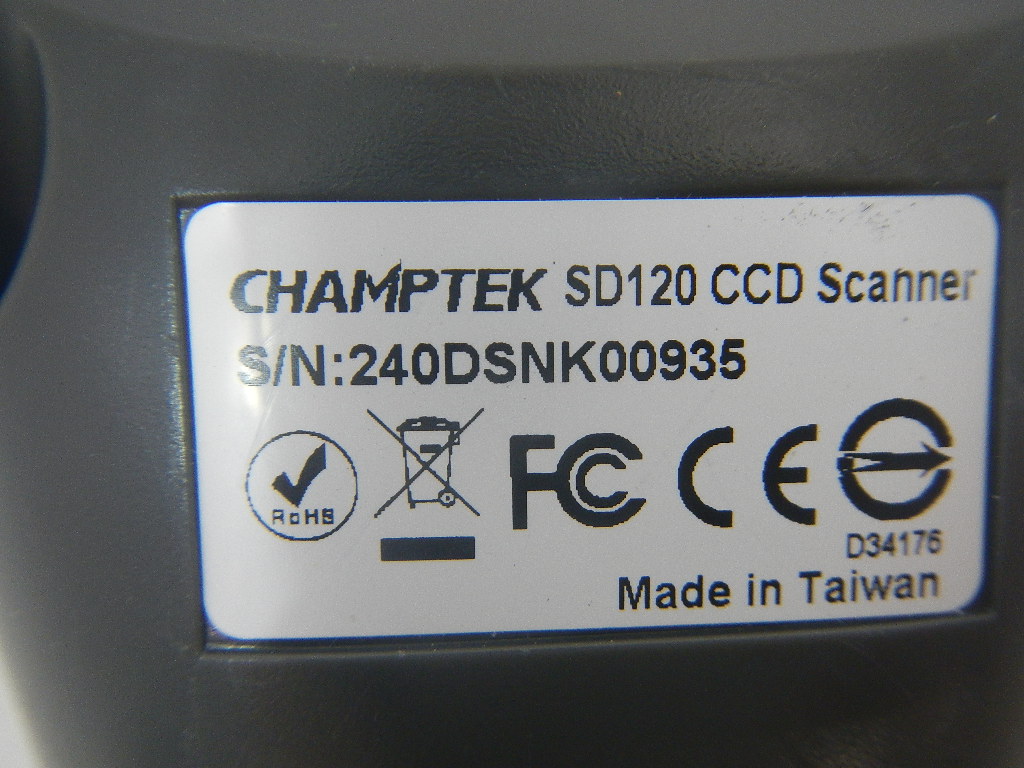 CHAMPTEK SD120 CCD Scanner
S/N:240DSNK00935
RoHS FC CE
D34176
Made in Taiwan